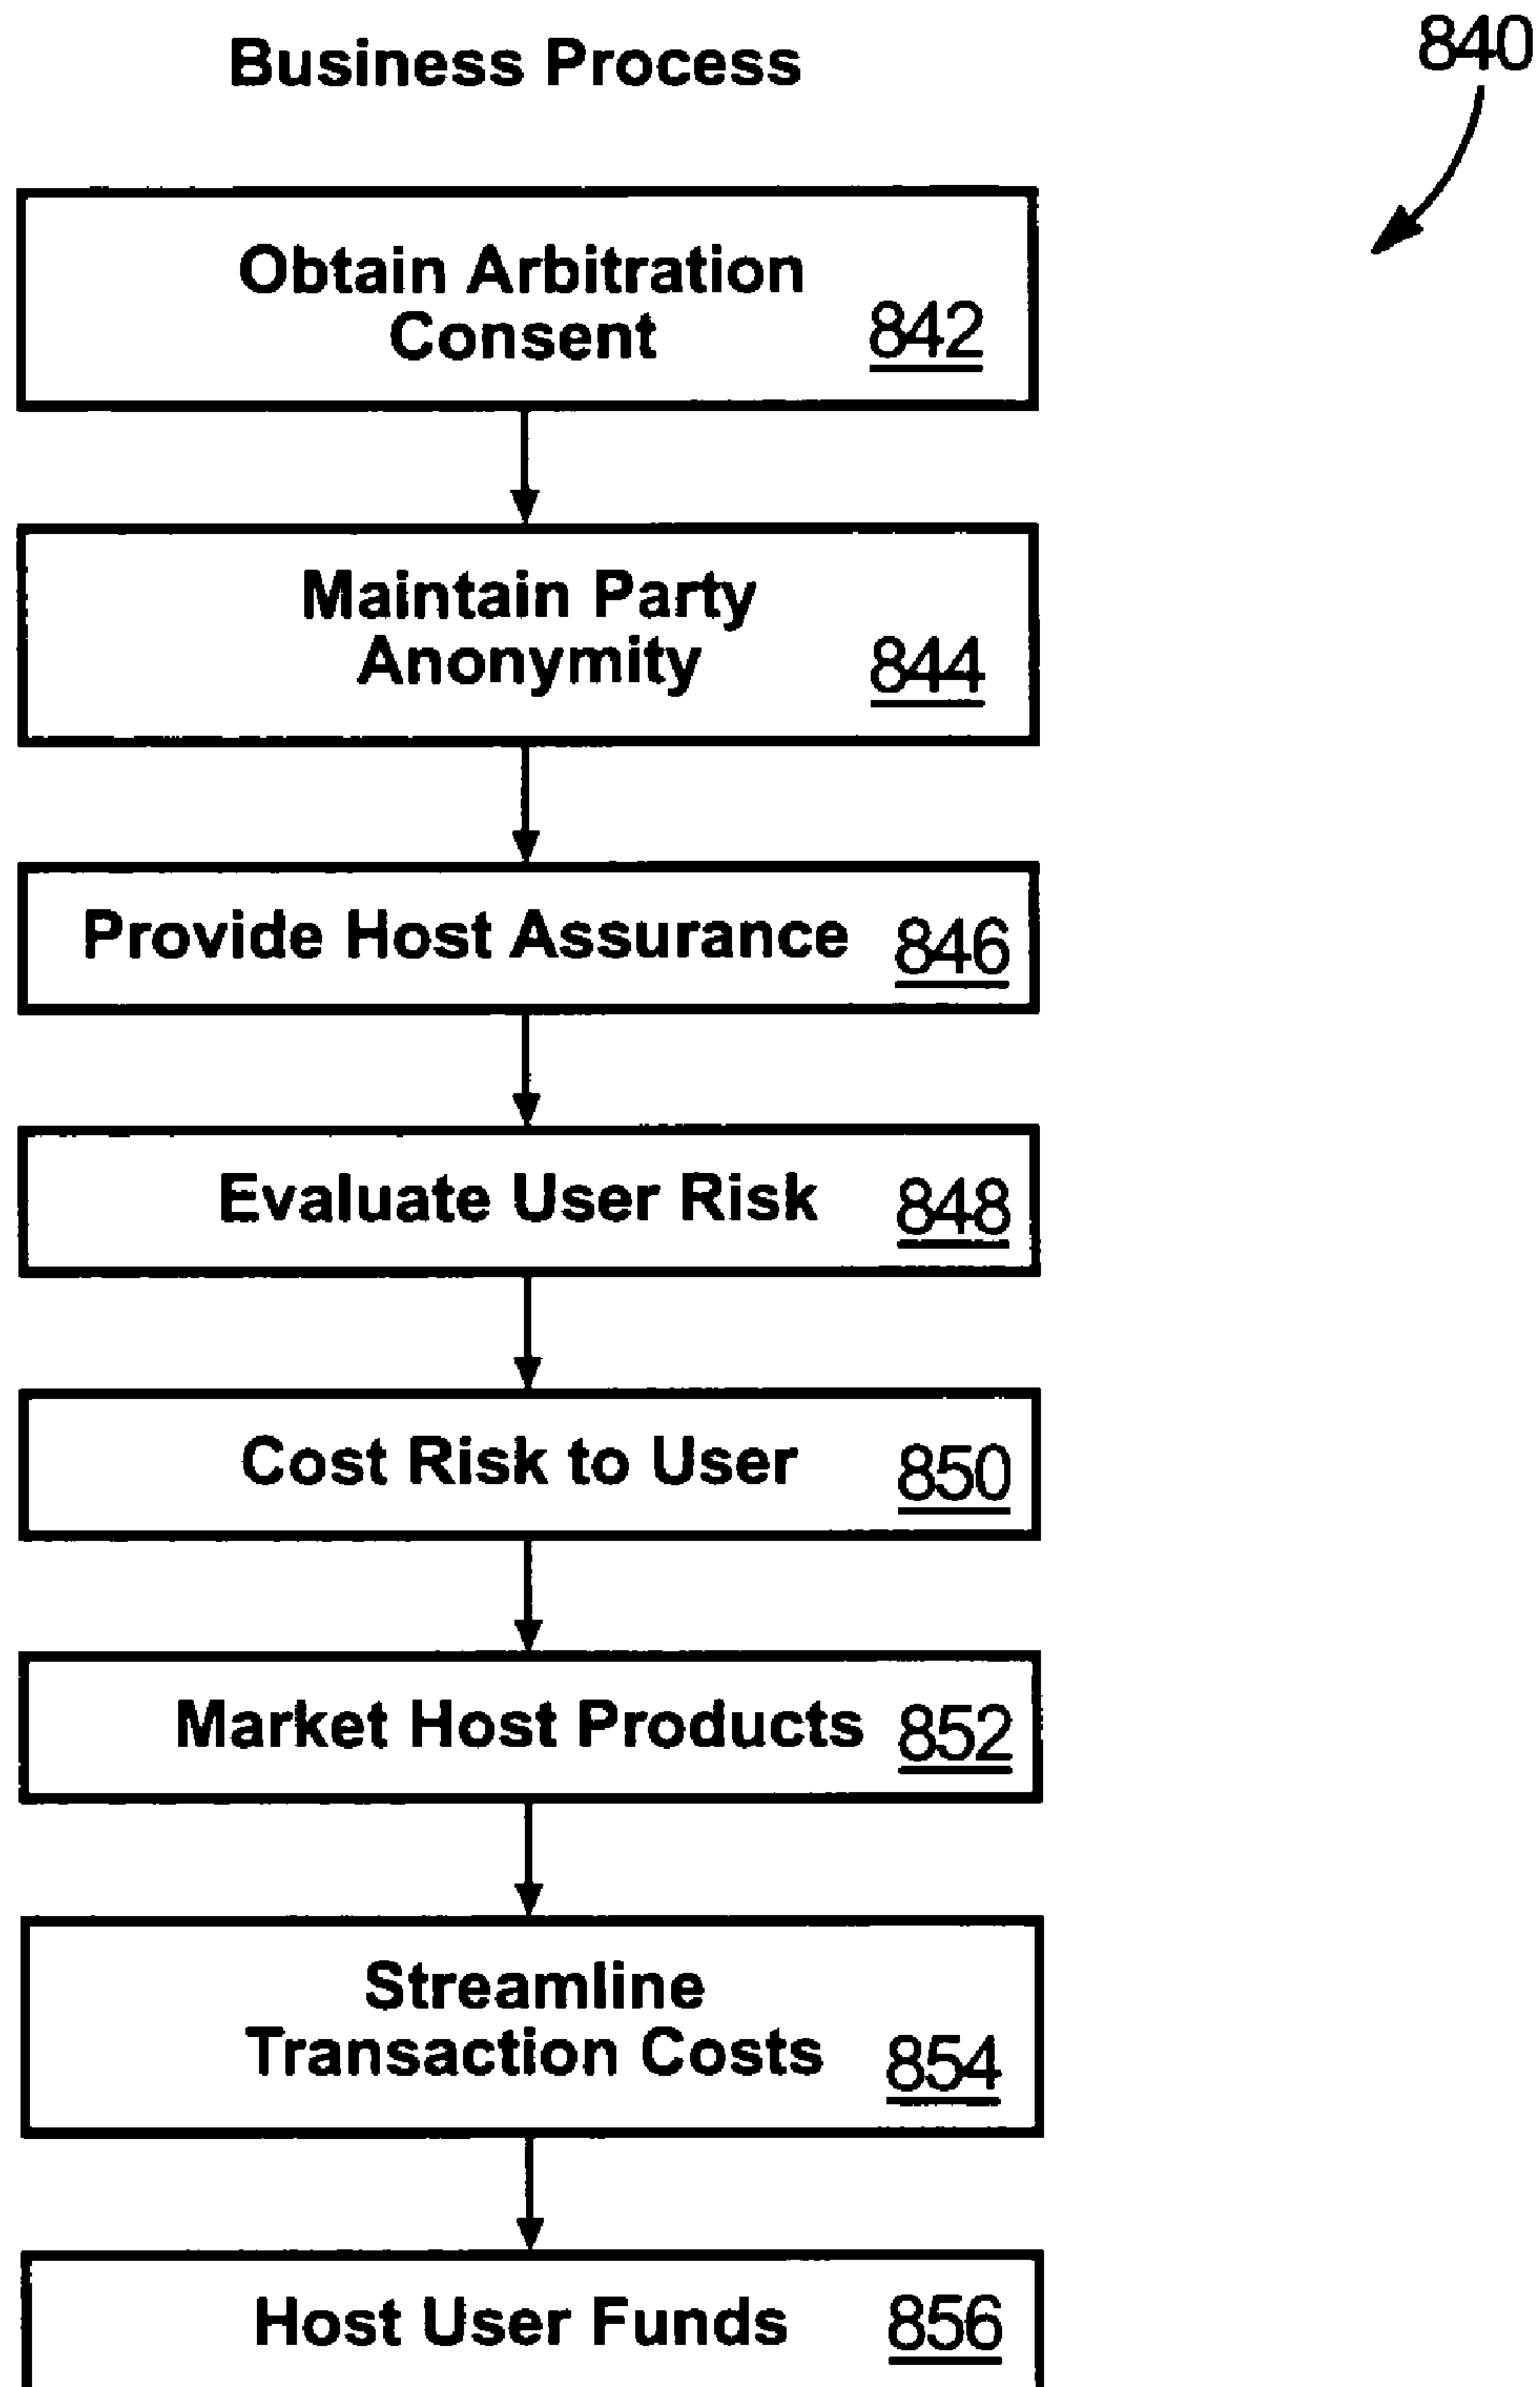 Business Process
840
Obtain Arbitration
Consent
842
Maintain Party
Anonymity
844
Provide Host Assurance
846
Evaluate User Risk
848
Cost Risk to User
850
Market Host Products
852
Streamline
Transaction Costs
854
Host User Funds
856